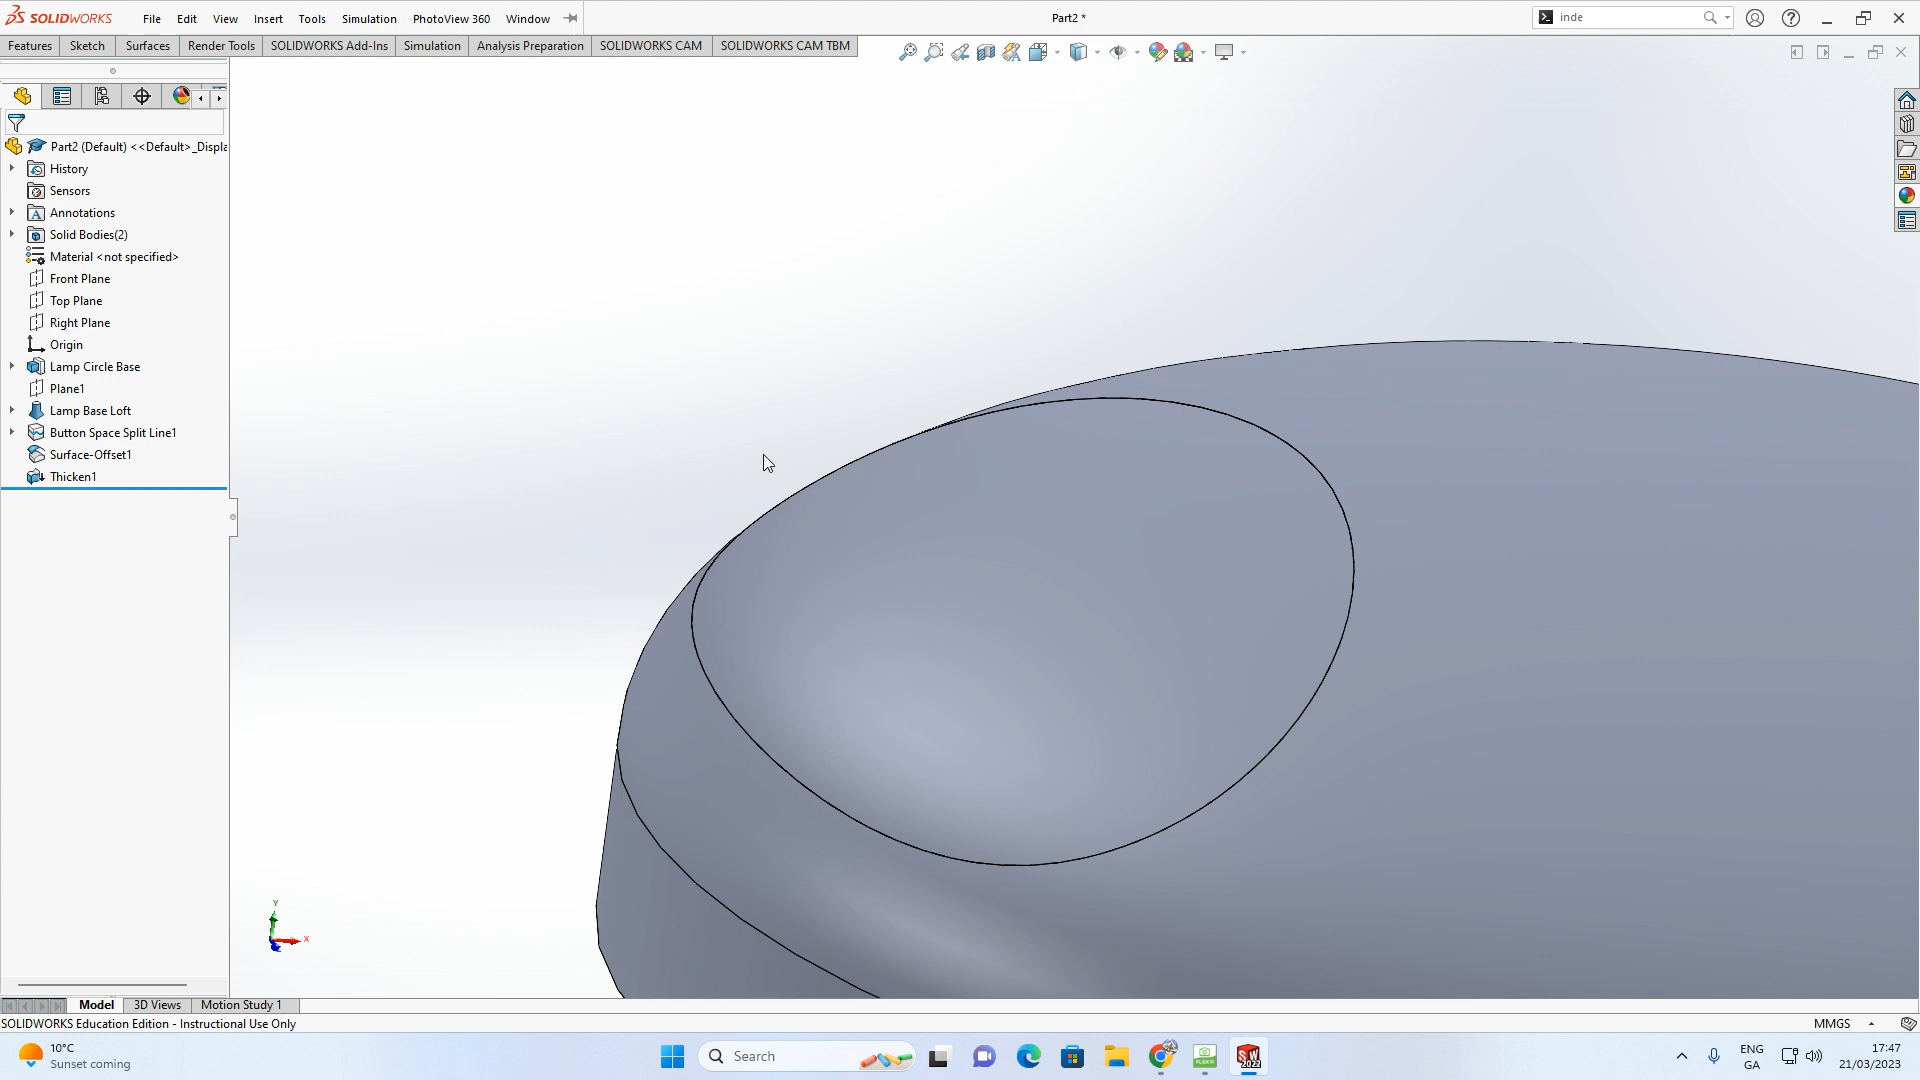 SOLIDWORKS File Edit View Insert Tools Simulation PhotoView 360 Window Part2 * inde
Features Sketch Surfaces Render Tools SOLIDWORKS Add-Ins Simulation Analysis Preparation SOLIDWORKS CAM SOLIDWORKS CAM TBM
Part2 (Default) <<Default>_Displa
History
Sensors
Annotations
Solid Bodies(2)
Material <not specified>
Front Plane
Top Plane
Right Plane
Origin
Lamp Circle Base
Plane1
Lamp Base Loft
Button Space Split Line1
Surface-Offset1
Thicken1
Y
X
Model 3D Views Motion Study 1
SOLIDWORKS Education Edition - Instructional Use Only MMGS
10°C
Sunset coming
Search
ENG
GA
17:47
21/03/2023